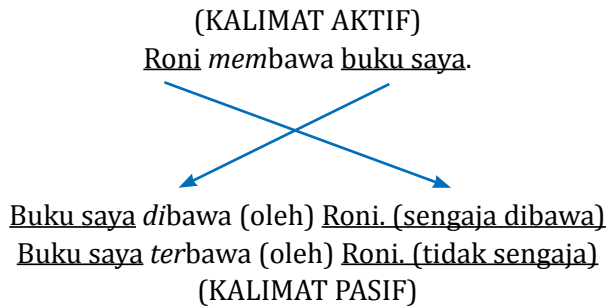 (KALIMAT AKTIF)
Roni membawa buku saya.
Buku saya dibawa (oleh) Roni. (sengaja dibawa)
Buku saya terbawa (oleh) Roni. (tidak sengaja)
(KALIMAT PASIF)